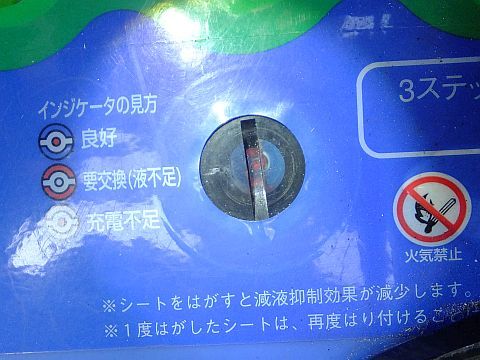 インジケータの見方
良好
要交換(液不足)
充電不足
3ステッ
火気禁止
※シートをはがすと減液抑制効果が減少します。
※1度はがしたシートは、再度はり付けるこ